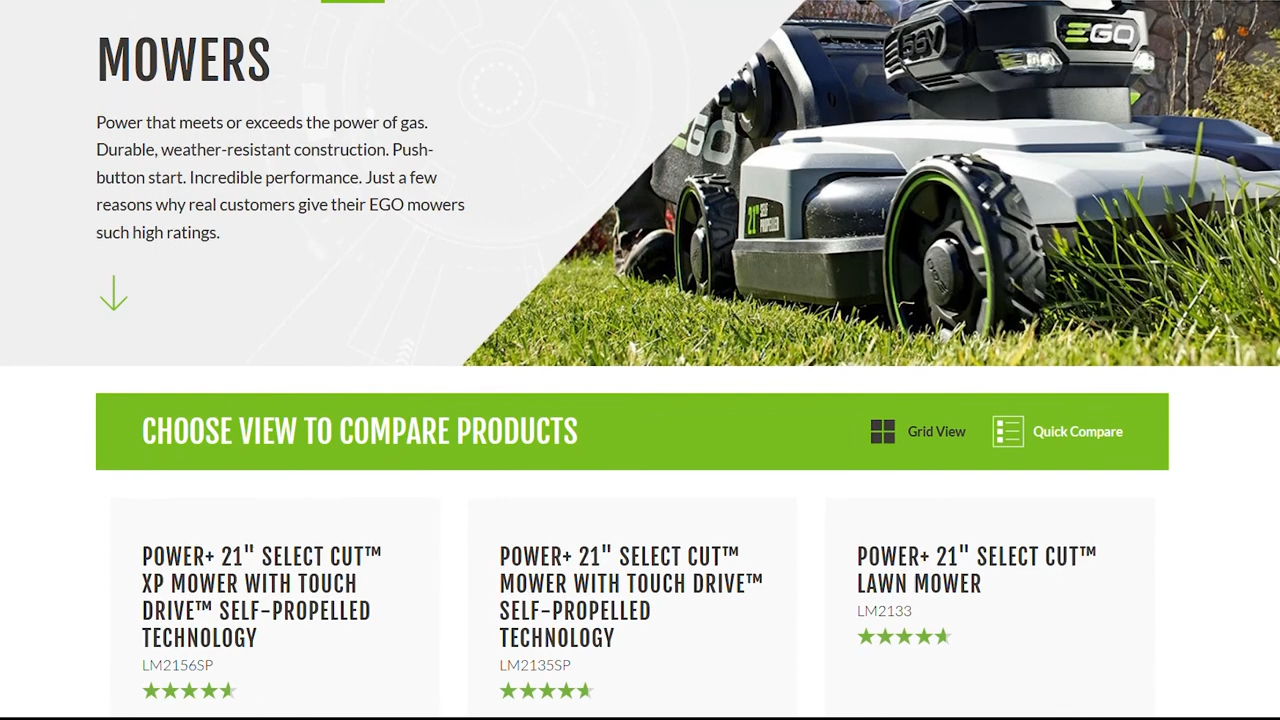 MOWERS
Power that meets or exceeds the power of gas.
Durable, weather-resistant construction. Push-
button start. Incredible performance. Just a few
reasons why real customers give their EGO mowers
such high ratings.
56V
EGO
EGO
21" SELF
PROPELLED
EGO
CHOOSE VIEW TO COMPARE PRODUCTS
Grid View
Quick Compare
POWER+ 21" SELECT CUT™
XP MOWER WITH TOUCH
DRIVE™ SELF-PROPELLED
TECHNOLOGY
LM2156SP
POWER+ 21" SELECT CUT™
MOWER WITH TOUCH DRIVE™
SELF-PROPELLED
TECHNOLOGY
LM2135SP
POWER+ 21" SELECT CUT™
LAWN MOWER
LM2133